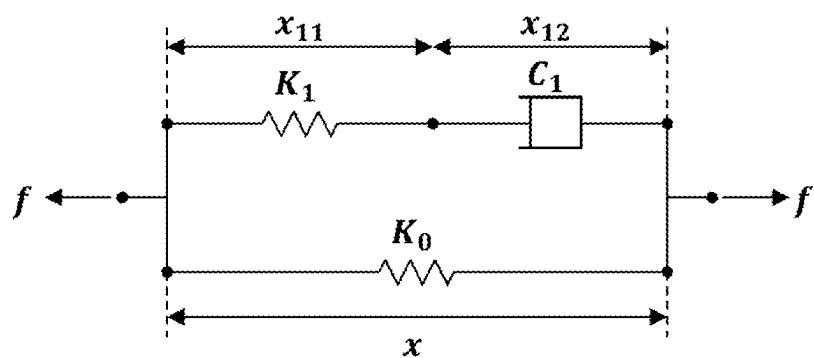 x₁₁ x₁₂
K₁ C₁
f f
K₀
x